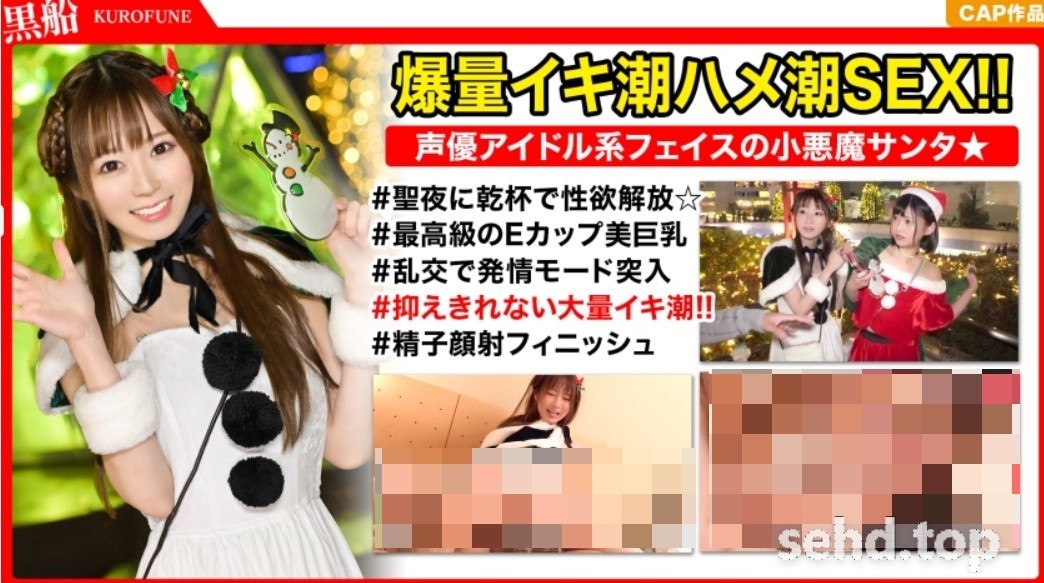 黒船 KUROFUNE
CAP作品
爆量イキ潮ハメ潮SEX!!
声優アイドル系フェイスの小悪魔サンタ★
#聖夜に乾杯で性欲解放☆
#最高級のEカップ美巨乳
#乱交で発情モード突入
#抑えきれない大量イキ潮!!
#精子顔射フィニッシュ
sehd.top